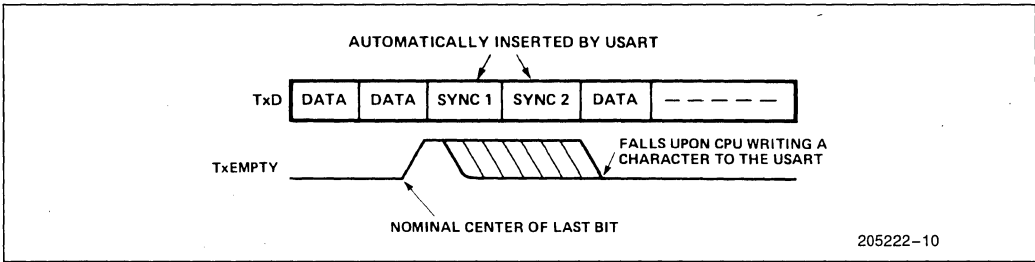 AUTOMATICALLY INSERTED BY USART
TxD DATA DATA SYNC 1 SYNC 2 DATA
TxEMPTY
FALLS UPON CPU WRITING A
CHARACTER TO THE USART
NOMINAL CENTER OF LAST BIT
205222–10